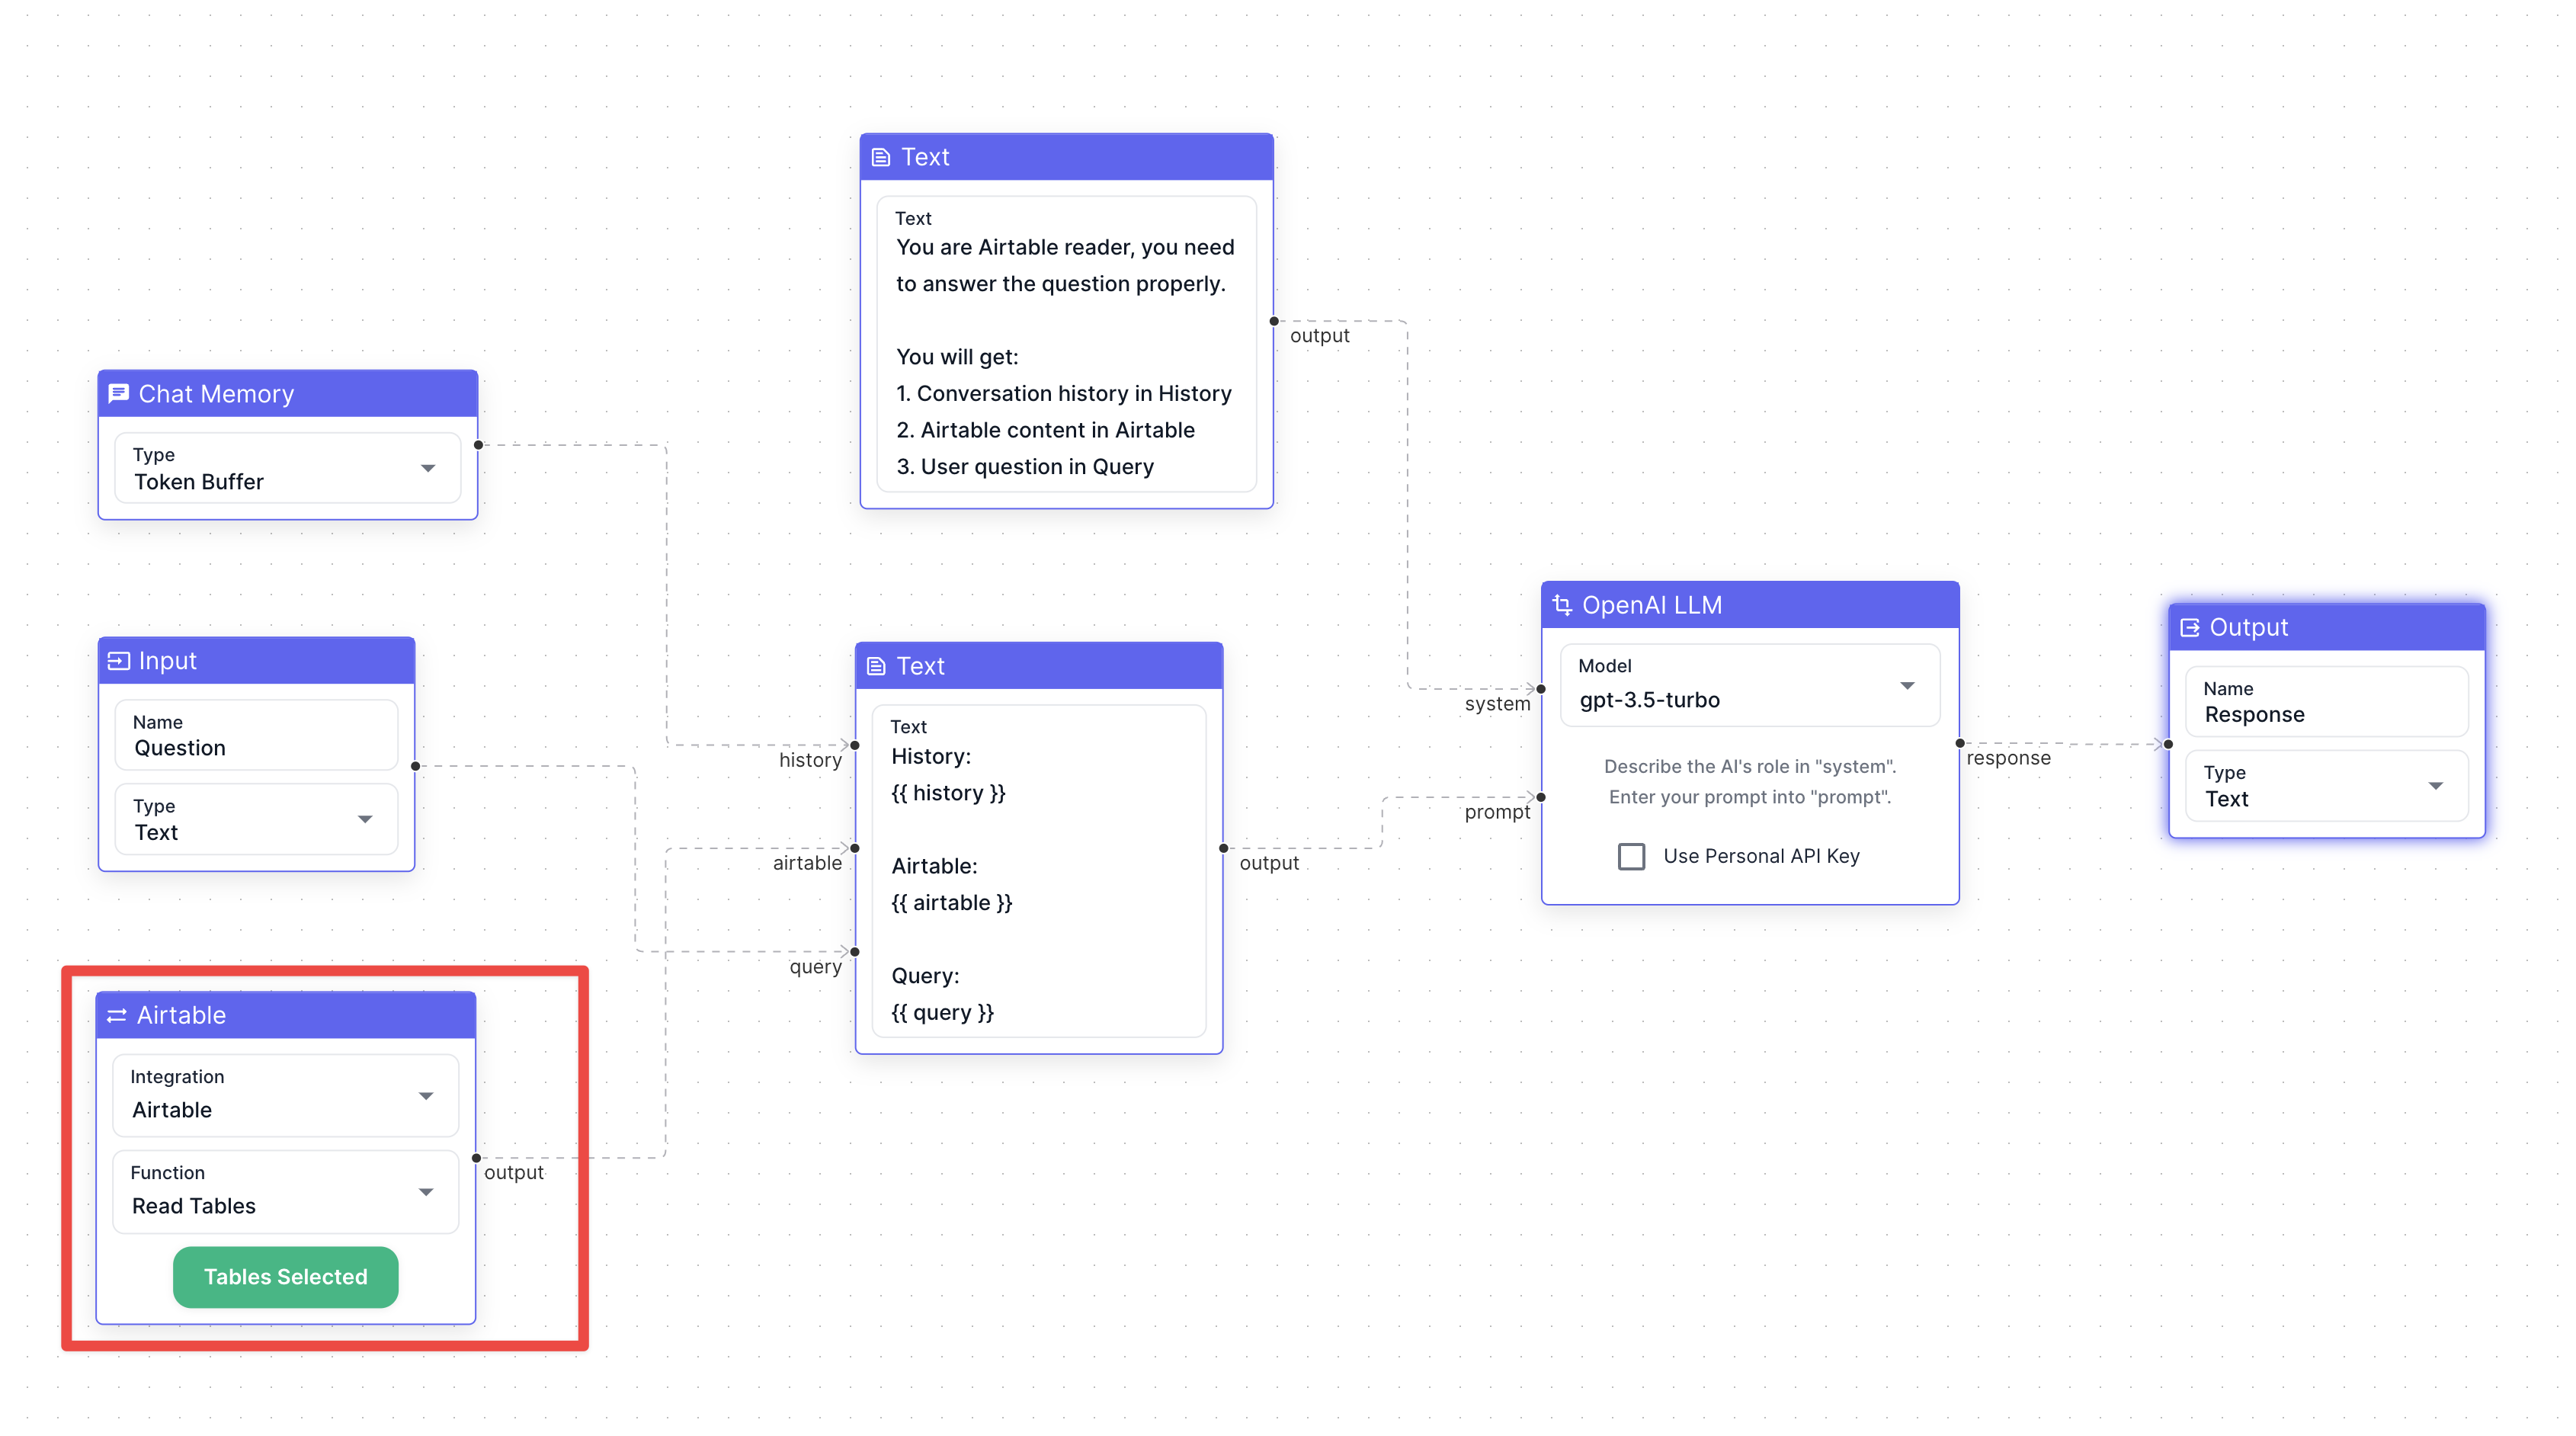 Text
Text
You are Airtable reader, you need
to answer the question properly.
You will get:
1. Conversation history in History
2. Airtable content in Airtable
3. User question in Query
output
Chat Memory
Type
Token Buffer
Input
Name
Question
Type
Text
Airtable
Integration
Airtable
Function
Read Tables
Tables Selected
output
history
airtable
query
Text
Text
History:
{{ history }}
Airtable:
{{ airtable }}
Query:
{{ query }}
output
system
prompt
OpenAI LLM
Model
gpt-3.5-turbo
Describe the AI's role in "system".
Enter your prompt into "prompt".
Use Personal API Key
response
Output
Name
Response
Type
Text